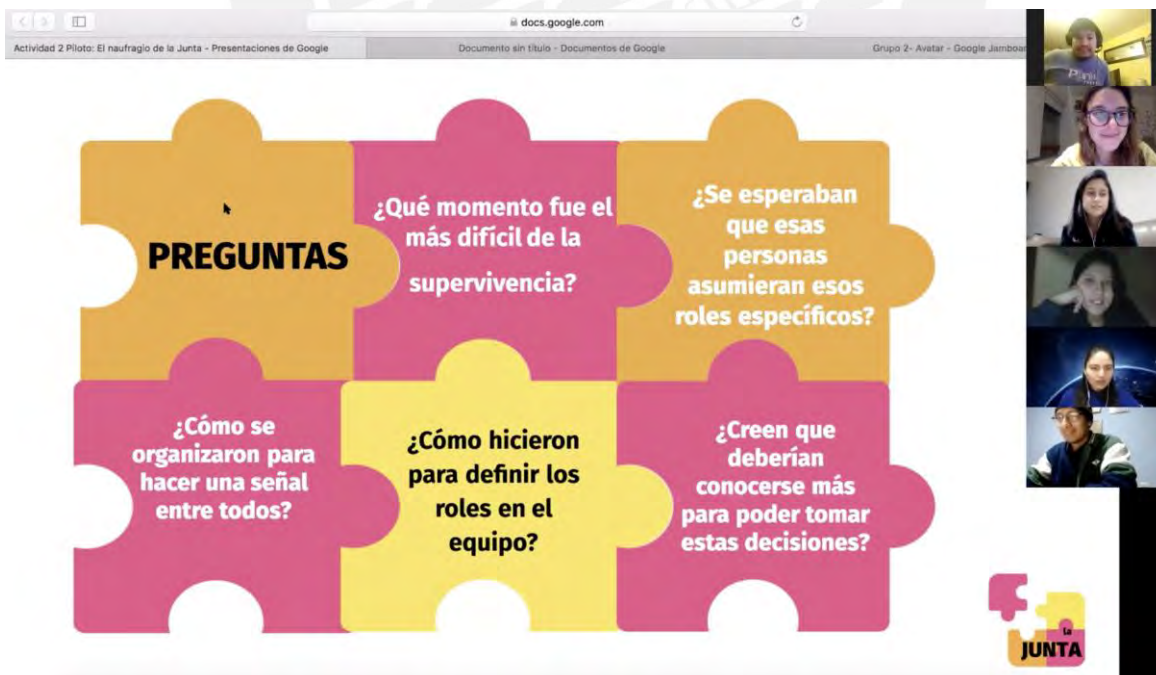 docs.google.com
Actividad 2 Piloto: El naufragio de la Junta - Presentaciones de Google
Documento sin título - Documentos de Google
Grupo 2- Avatar - Google Jamboar
PREGUNTAS
¿Qué momento fue el
más difícil de la
supervivencia?
¿Se esperaban
que esas
personas
asumieran esos
roles específicos?
¿Cómo se
organizaron para
hacer una señal
entre todos?
¿Cómo hicieron
para definir los
roles en el
equipo?
¿Creen que
deberían
conocerse más
para poder tomar
estas decisiones?
la
JUNTA